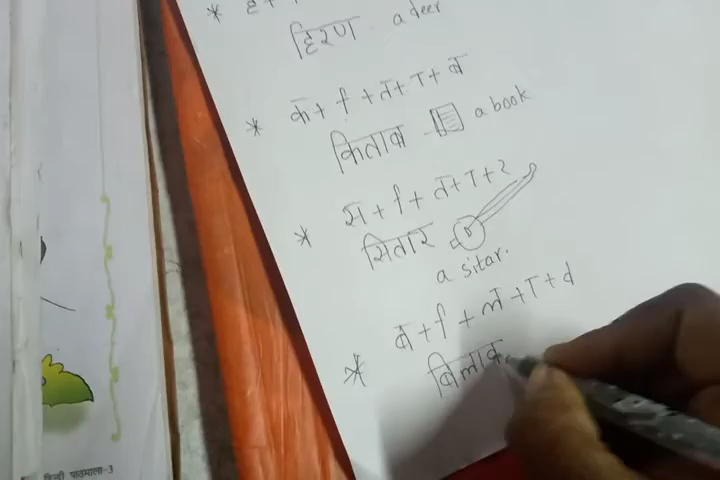 हिरण a deer
* क + ि + त + ा + ब
किताब - a book
* स + ि + त + ा + र
सितार
a sitar.
* ब + ि + ल + ा + व
बिलाव
हिन्दी पाठमाला-3